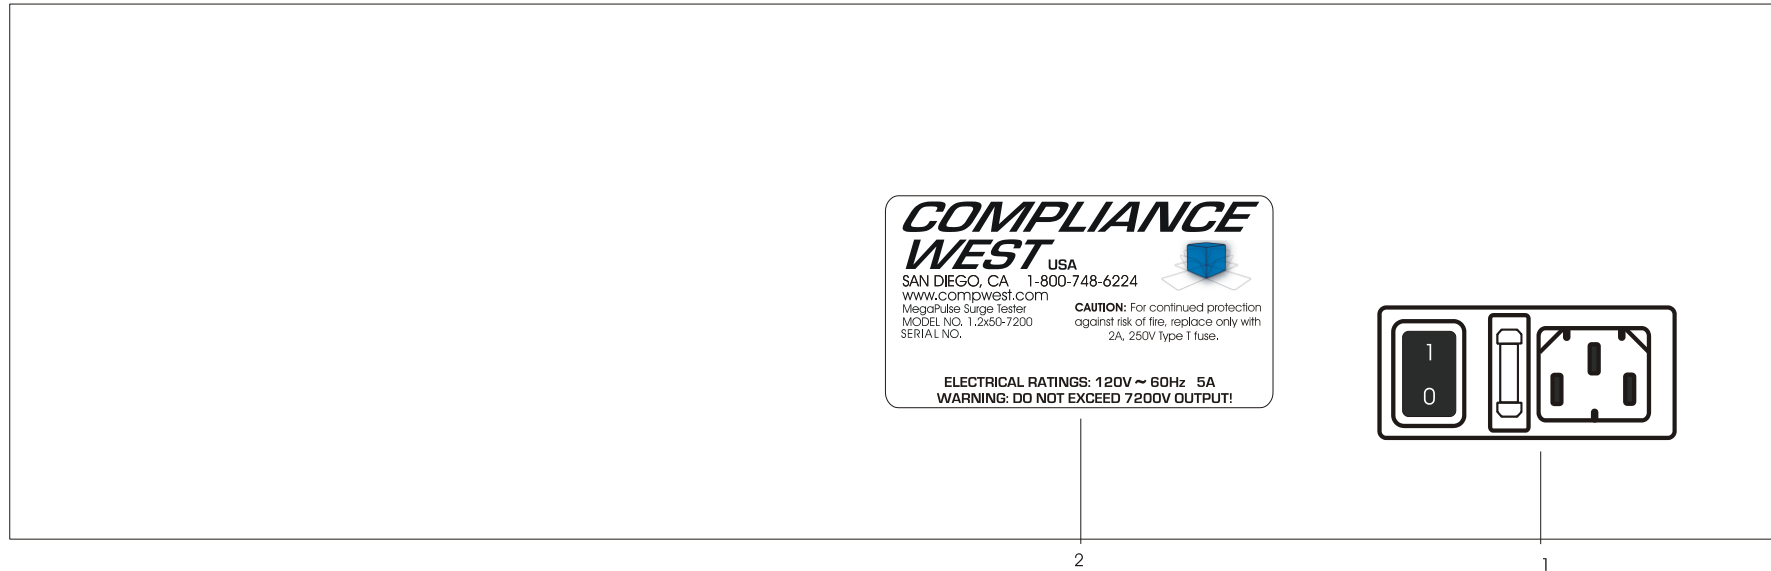 COMPLIANCE
WEST USA
SAN DIEGO, CA 1-800-748-6224
www.compwest.com
MegaPulse Surge Tester
MODEL NO. 1.2x50-7200
SERIAL NO.
CAUTION: For continued protection
against risk of fire, replace only with
2A, 250V Type T fuse.
ELECTRICAL RATINGS: 120V ~ 60Hz 5A
WARNING: DO NOT EXCEED 7200V OUTPUT!
1
0
2
1